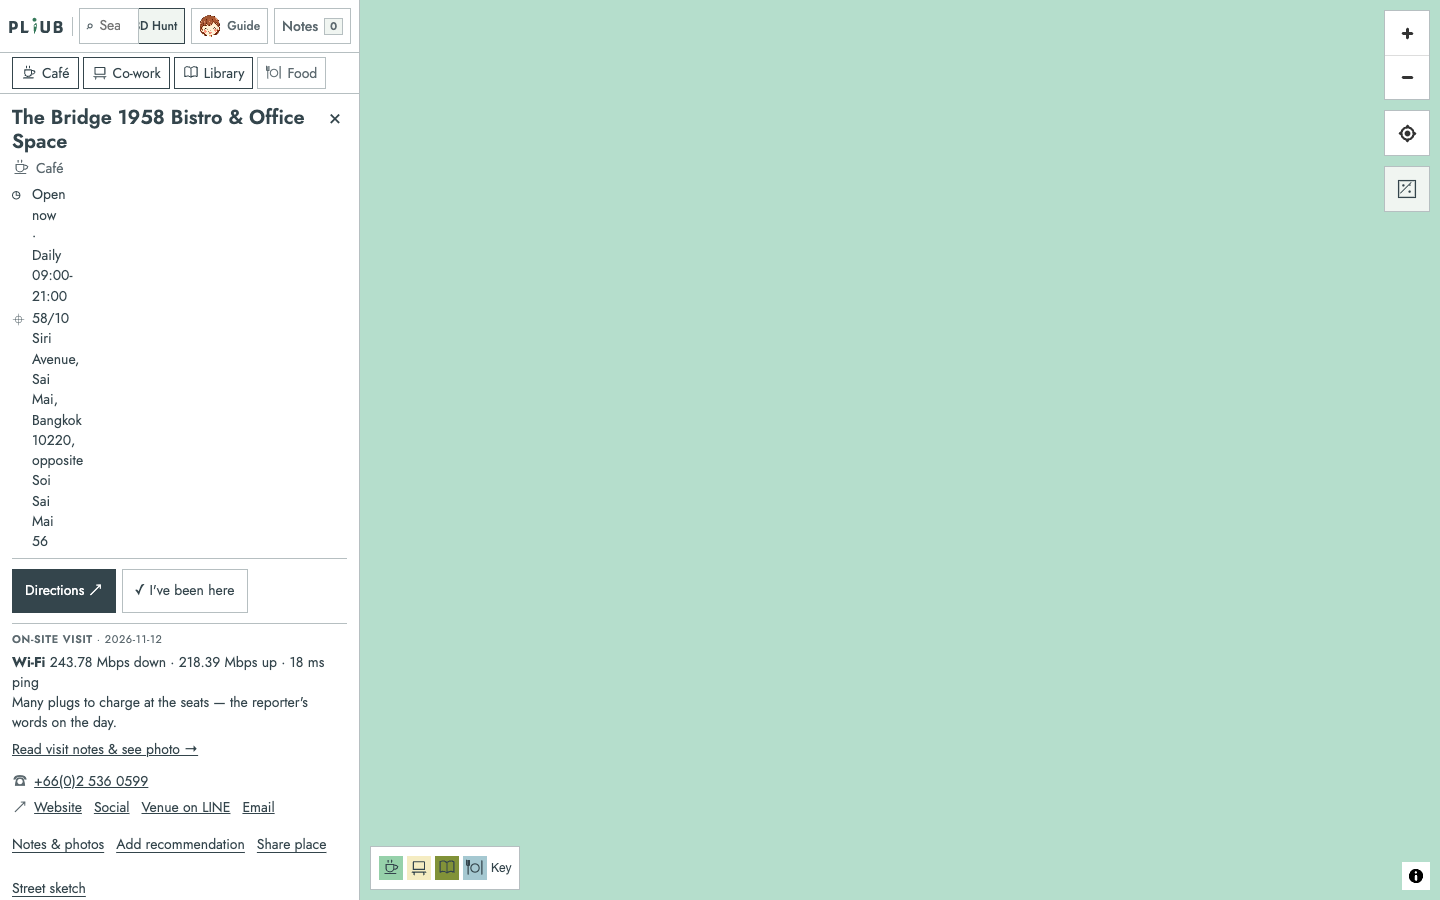 PLiUB
Sea
D Hunt
Guide
Notes 0
Café
Co-work
Library
Food
The Bridge 1958 Bistro & Office
Space
×
Café
Open
now
·
Daily
09:00-
21:00
58/10
Siri
Avenue,
Sai
Mai,
Bangkok
10220,
opposite
Soi
Sai
Mai
56
Directions ↗
✓ I've been here
ON-SITE VISIT · 2026-11-12
Wi-Fi 243.78 Mbps down · 218.39 Mbps up · 18 ms
ping
Many plugs to charge at the seats — the reporter's
words on the day.
Read visit notes & see photo →
+66(0)2 536 0599
↗ Website Social Venue on LINE Email
Notes & photos Add recommendation Share place
Street sketch
Key